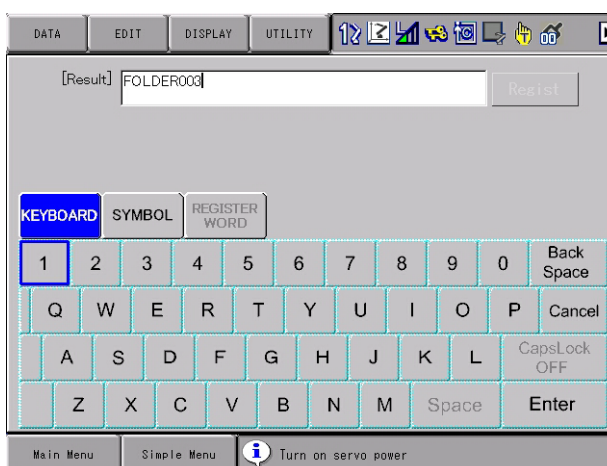 DATA EDIT DISPLAY UTILITY 12
[Result] FOLDER003 Regist
KEYBOARD SYMBOL REGISTER WORD
1 2 3 4 5 6 7 8 9 0 Back Space
Q W E R T Y U I O P Cancel
A S D F G H J K L CapsLock OFF
Z X C V B N M Space Enter
Main Menu Simple Menu Turn on servo power